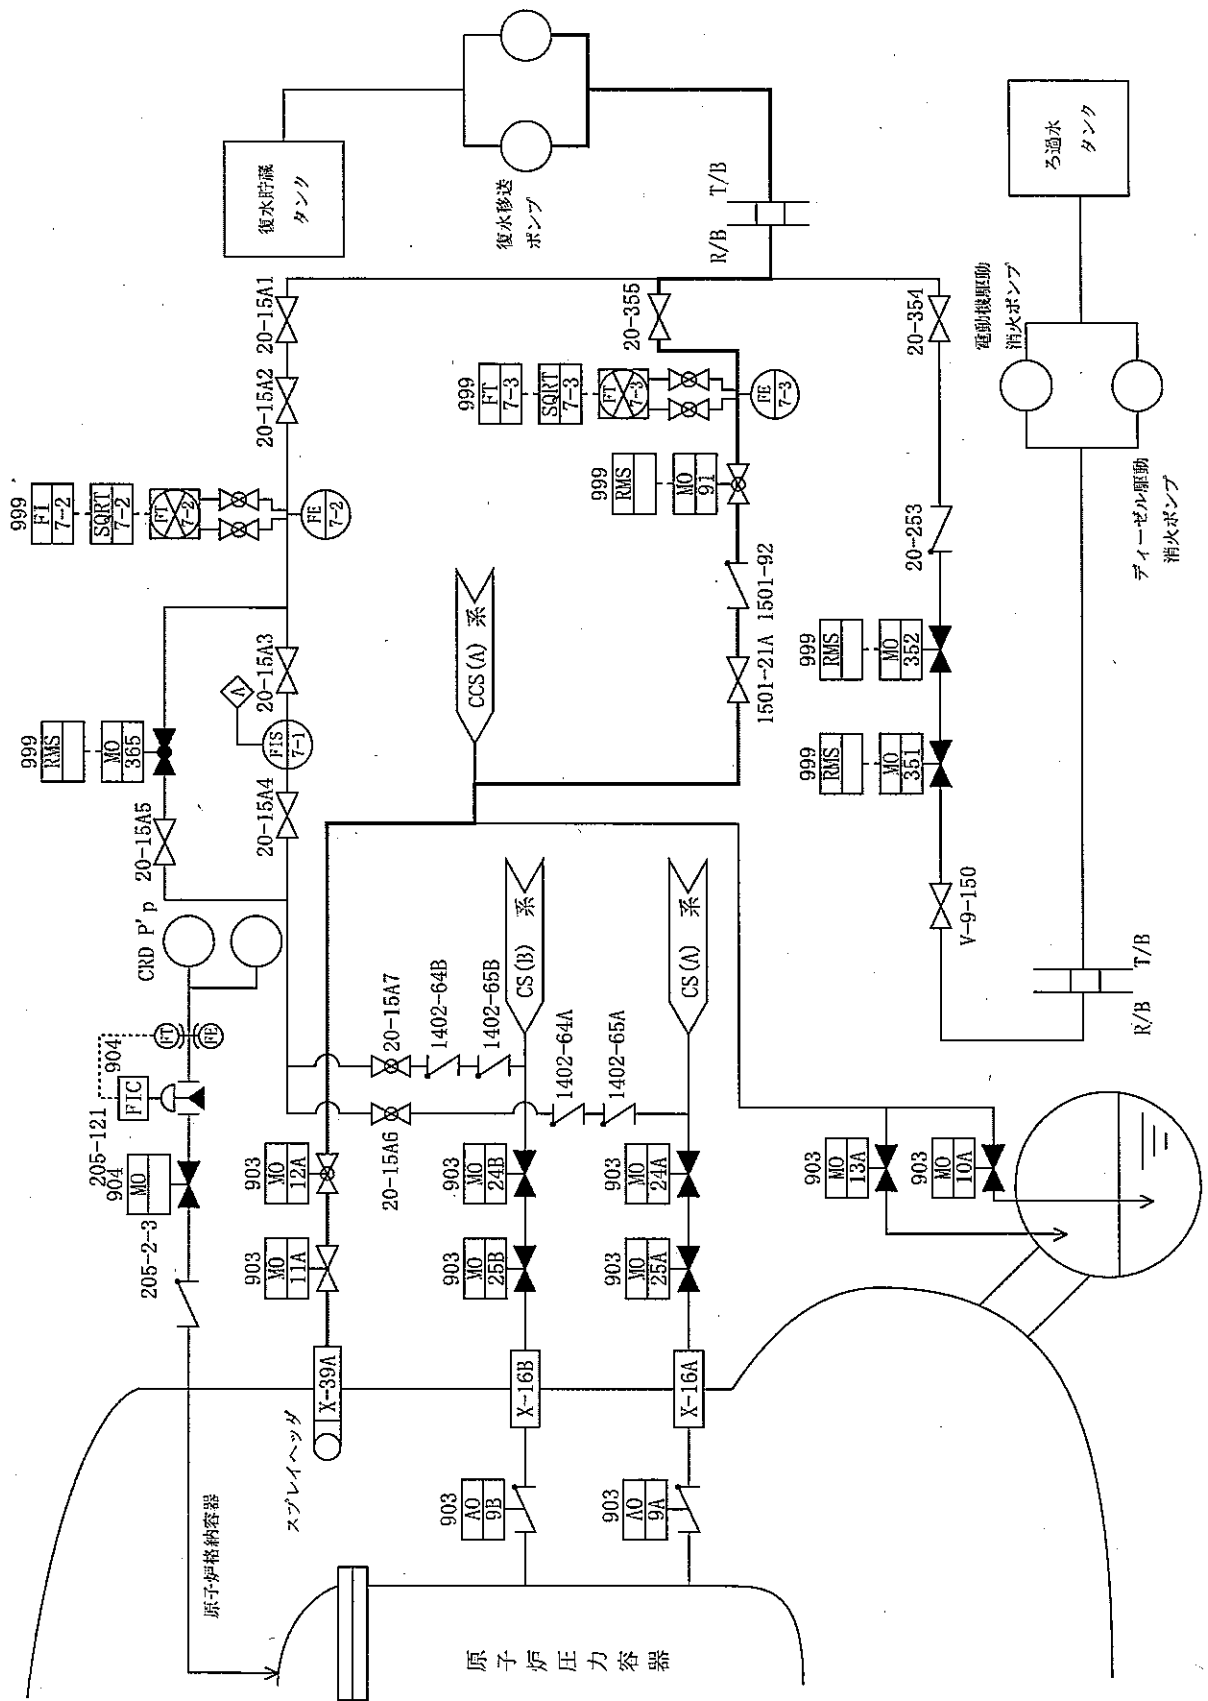 復水貯蔵
タンク
復水移送
ポンプ
T/B
R/B
ろ過水
タンク
電動機駆動
消火ポンプ
ディーゼル駆動
消火ポンプ
20-15A1
20-15A2
20-355
20-354
999
FI
7-2
SQRT
7-2
FT
7-2
FE
7-2
999
FT
7-3
SQRT
7-3
FT
7-3
FE
7-3
999
RMS
MO
91
20-253
1501-92
1501-21A
999
RMS
MO
352
999
RMS
MO
351
V-9-150
T/B
R/B
20-15A3
A
FIS
7-1
20-15A4
999
RMS
MO
365
20-15A5
CCS(A) 系
CS(B) 系
CS(A) 系
CRD P'p
FT
FE
904
FIC
205-121
904
MO
205-2-3
20-15A7
1402-64B
1402-65B
1402-64A
1402-65A
20-15A6
903
MO
12A
903
MO
11A
903
MO
24B
903
MO
25B
903
MO
24A
903
MO
25A
903
MO
13A
903
MO
10A
X-39A
スプレイヘッダ
X-16B
X-16A
903
AO
9B
903
AO
9A
原子炉格納容器
原子炉圧力容器